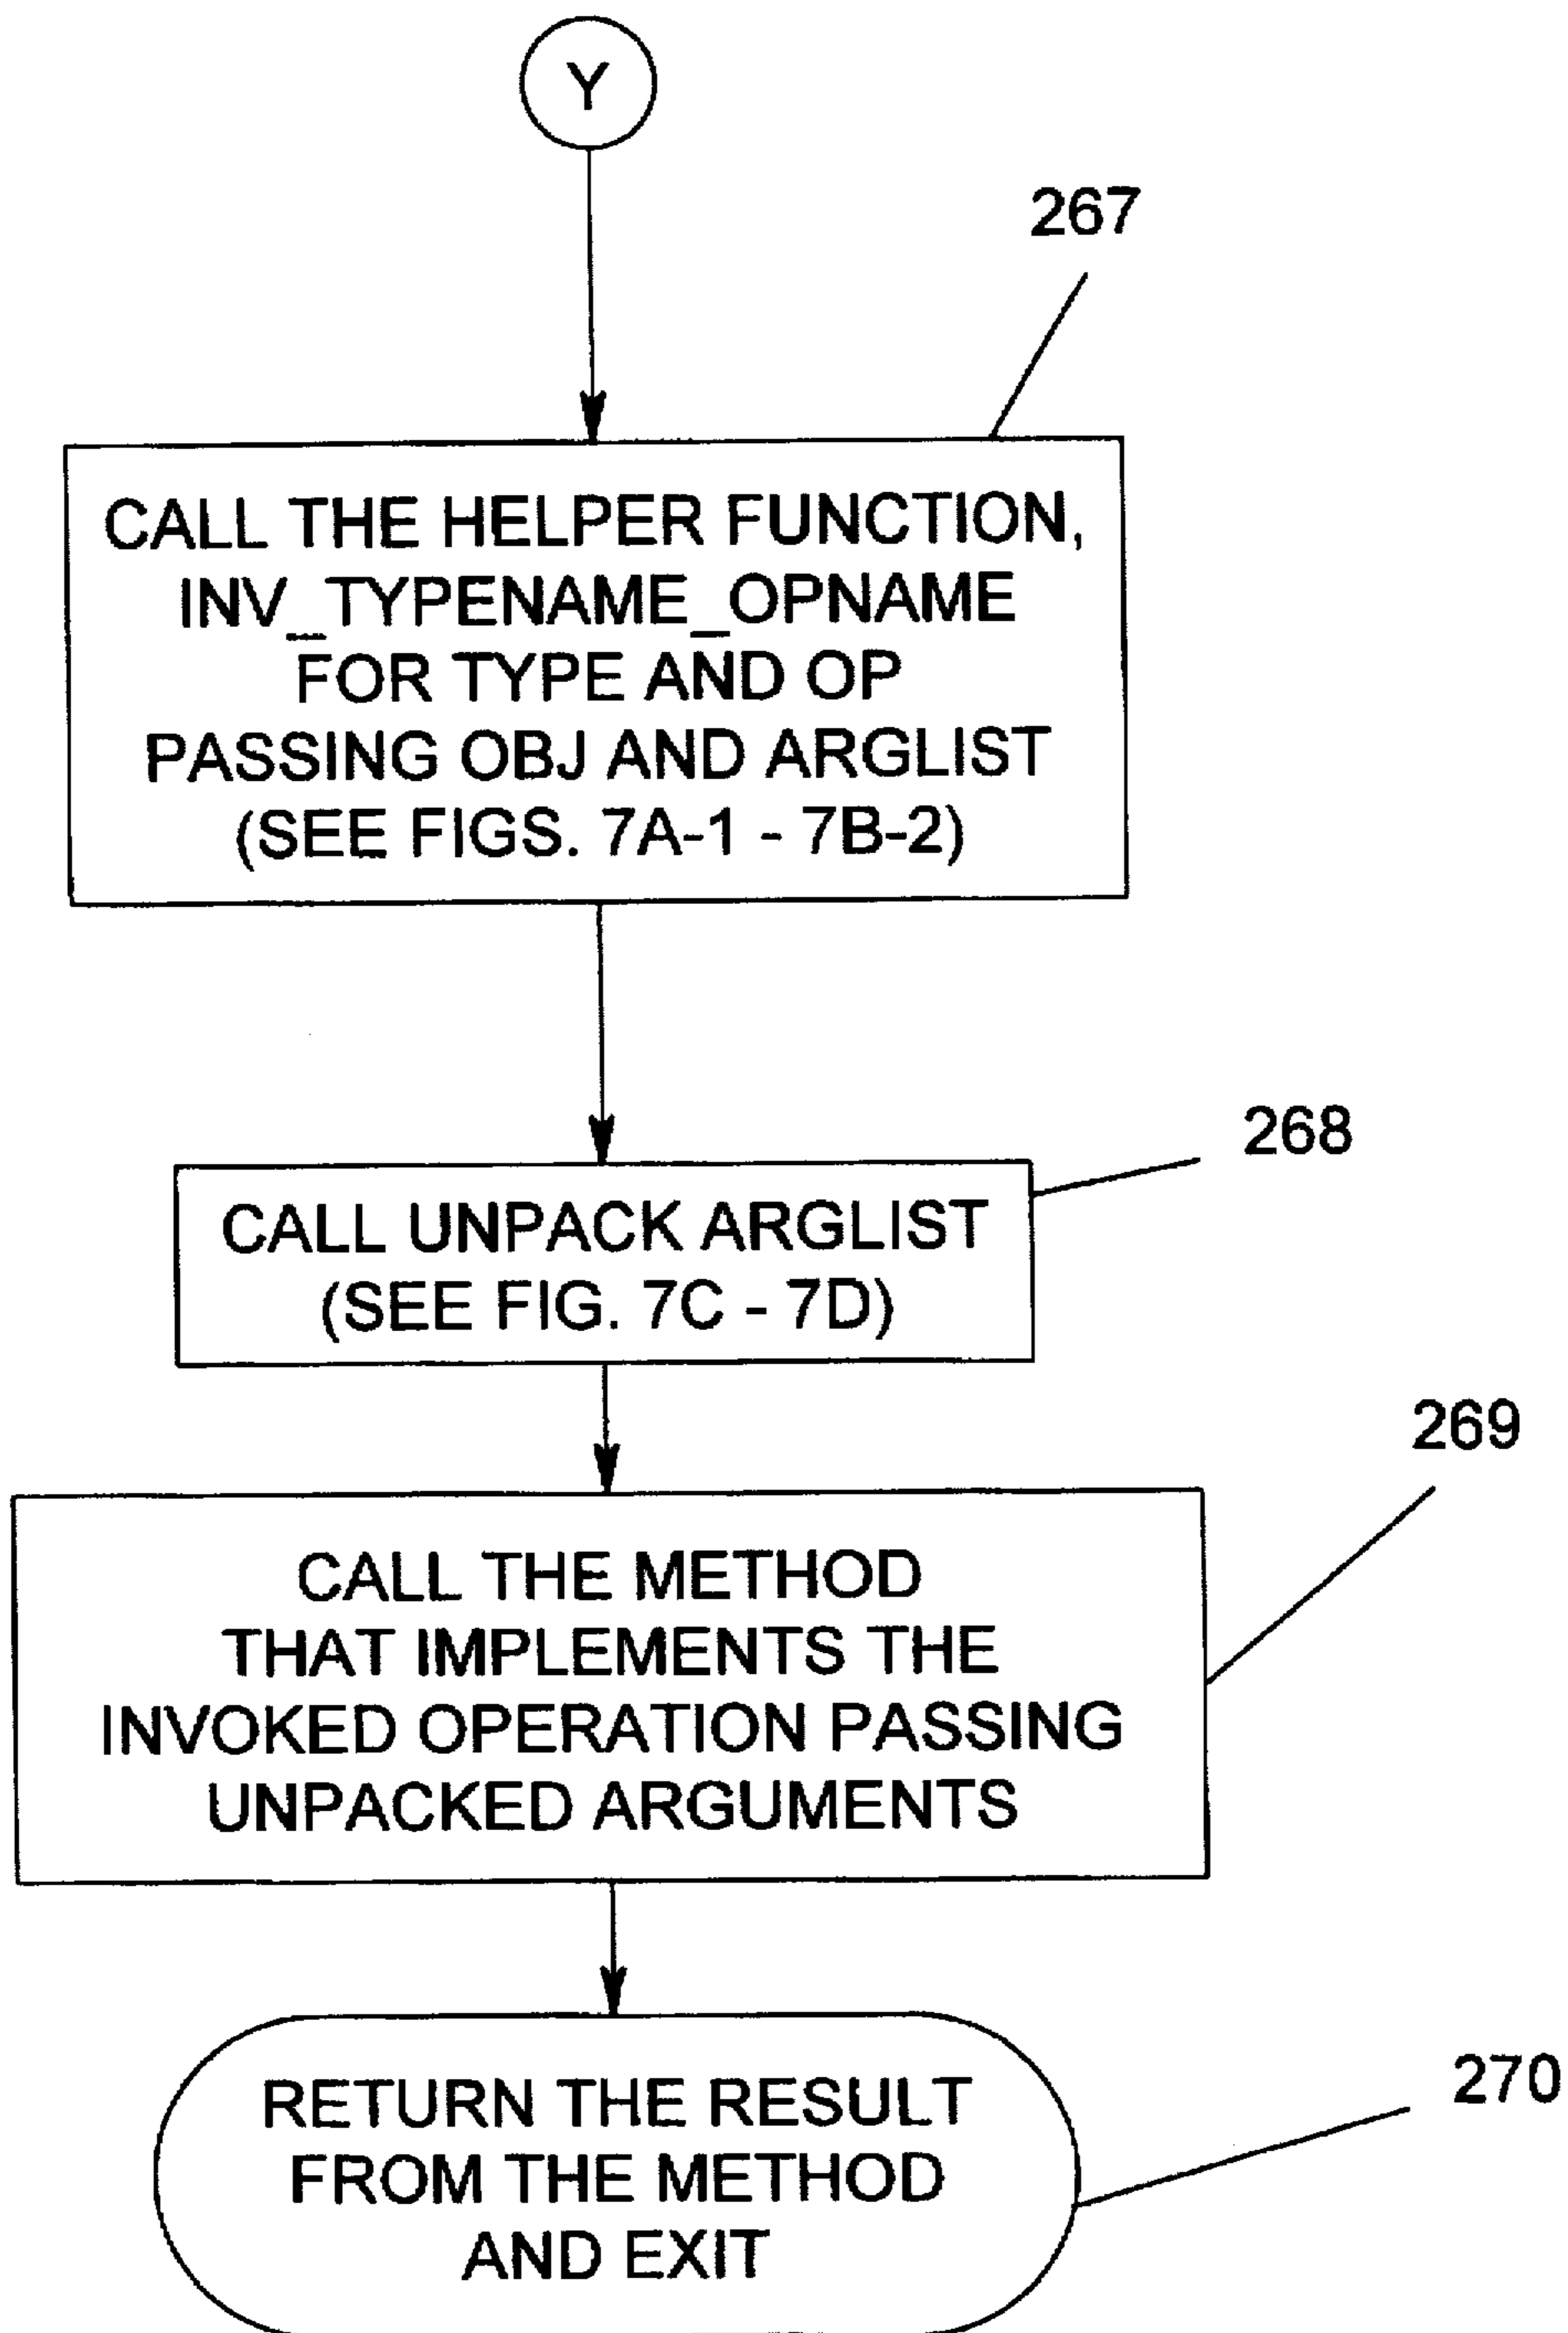 Y
267
CALL THE HELPER FUNCTION,
INV_TYPENAME_OPNAME
FOR TYPE AND OP
PASSING OBJ AND ARGLIST
(SEE FIGS. 7A-1 - 7B-2)
268
CALL UNPACK ARGLIST
(SEE FIG. 7C - 7D)
269
CALL THE METHOD
THAT IMPLEMENTS THE
INVOKED OPERATION PASSING
UNPACKED ARGUMENTS
270
RETURN THE RESULT
FROM THE METHOD
AND EXIT